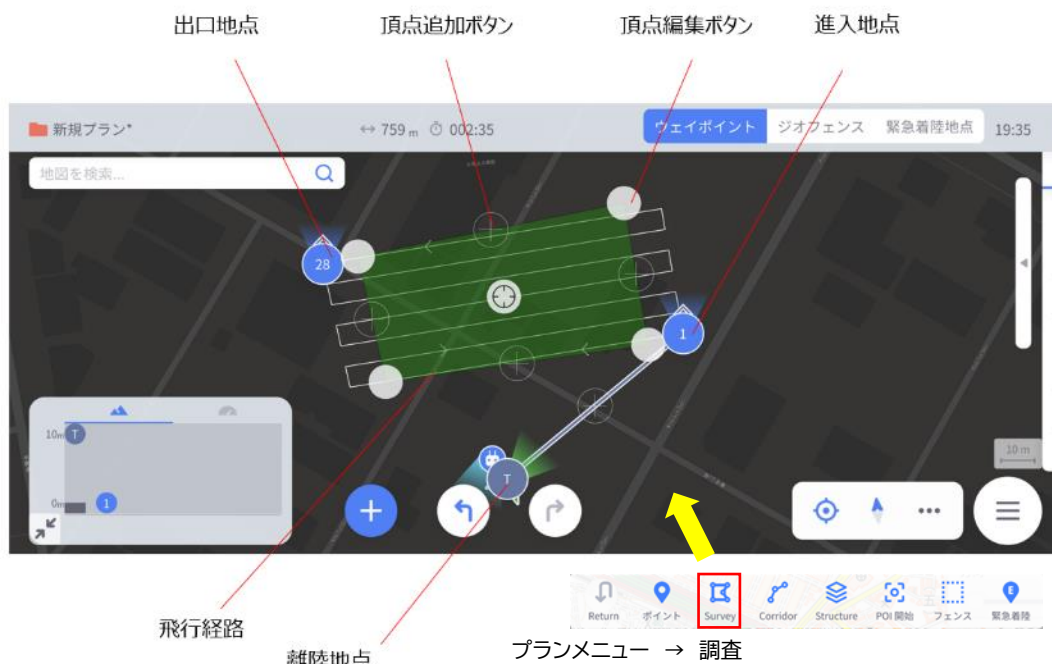 出口地点 頂点追加ボタン 頂点編集ボタン 進入地点
新規プラン* ↔ 759 m 002:35 ウェイポイント ジオフェンス 緊急着陸地点 19:35
地図を検索...
28
1
10m T
T
10 m
0m 1
Return ポイント Survey Corridor Structure POI 開始 フェンス E 緊急着陸
飛行経路
プランメニュー → 調査
離陸地点